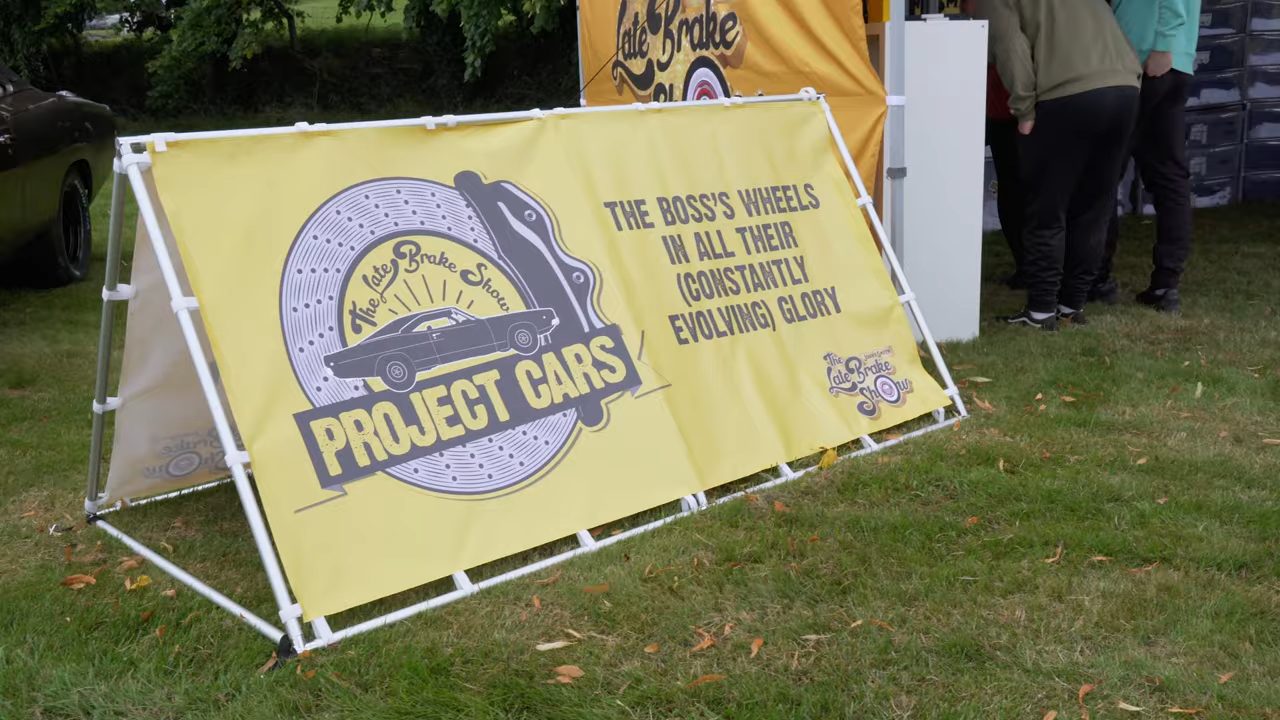 Late Brake
The Late Brake Show
PROJECT CARS
THE BOSS'S WHEELS
IN ALL THEIR
(CONSTANTLY
EVOLVING) GLORY
The
Late Brake
Show